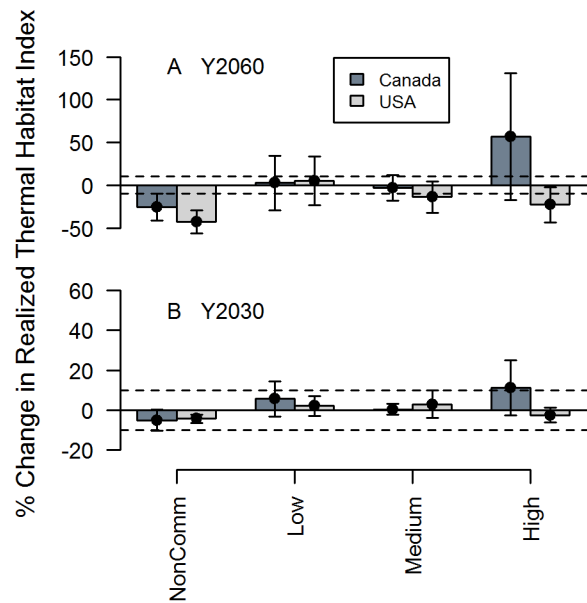 % Change in Realized Thermal Habitat Index
A Y2060
Canada
USA
150
100
50
0
-50
B Y2030
60
40
20
0
-20
NonComm
Low
Medium
High